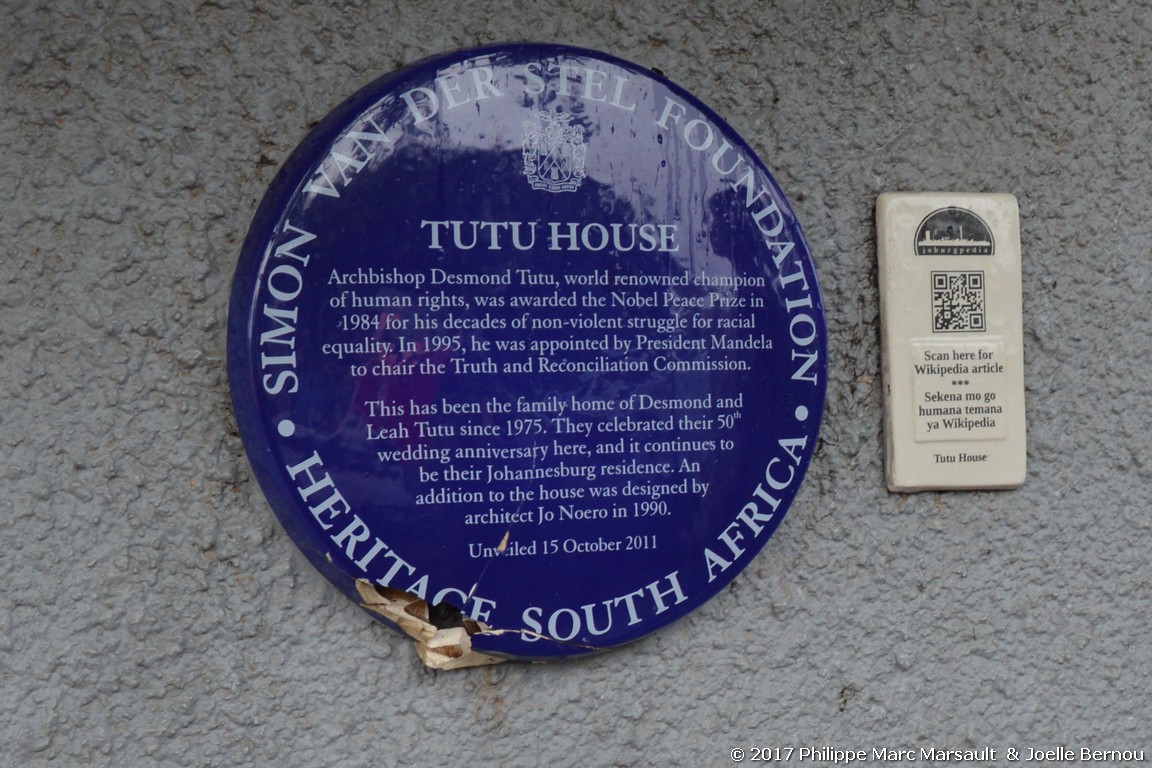 SIMON VAN DER STEL FOUNDATION
TUTU HOUSE
Archbishop Desmond Tutu, world renowned champion
of human rights, was awarded the Nobel Peace Prize in
1984 for his decades of non-violent struggle for racial
equality. In 1995, he was appointed by President Mandela
to chair the Truth and Reconciliation Commission.
This has been the family home of Desmond and
Leah Tutu since 1975. They celebrated their 50th
wedding anniversary here, and it continues to
be their Johannesburg residence. An
addition to the house was designed by
architect Jo Noero in 1990.
Unveiled 15 October 2011
• HERITAGE SOUTH AFRICA •
joburgpedia
Scan here for
Wikipedia article
***
Sekena mo go
humana temana
ya Wikipedia
Tutu House
© 2017 Philippe Marc Marsault & Joelle Bernou